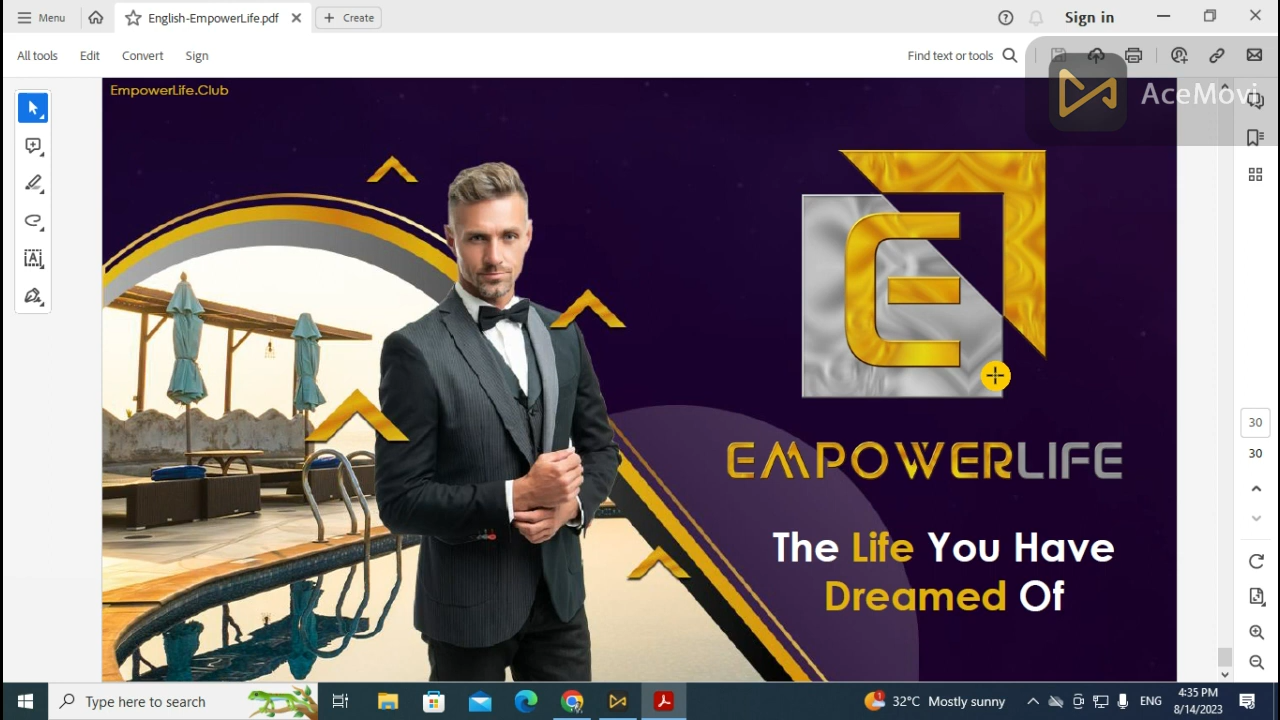 Menu
English-EmpowerLife.pdf
Create
Sign in
All tools
Edit
Convert
Sign
Find text or tools
AceMovi
EmpowerLife.Club
E
EMPOWERLIFE
The Life You Have
Dreamed Of
30
30
Type here to search
32°C Mostly sunny
ENG
4:35 PM
8/14/2023
1